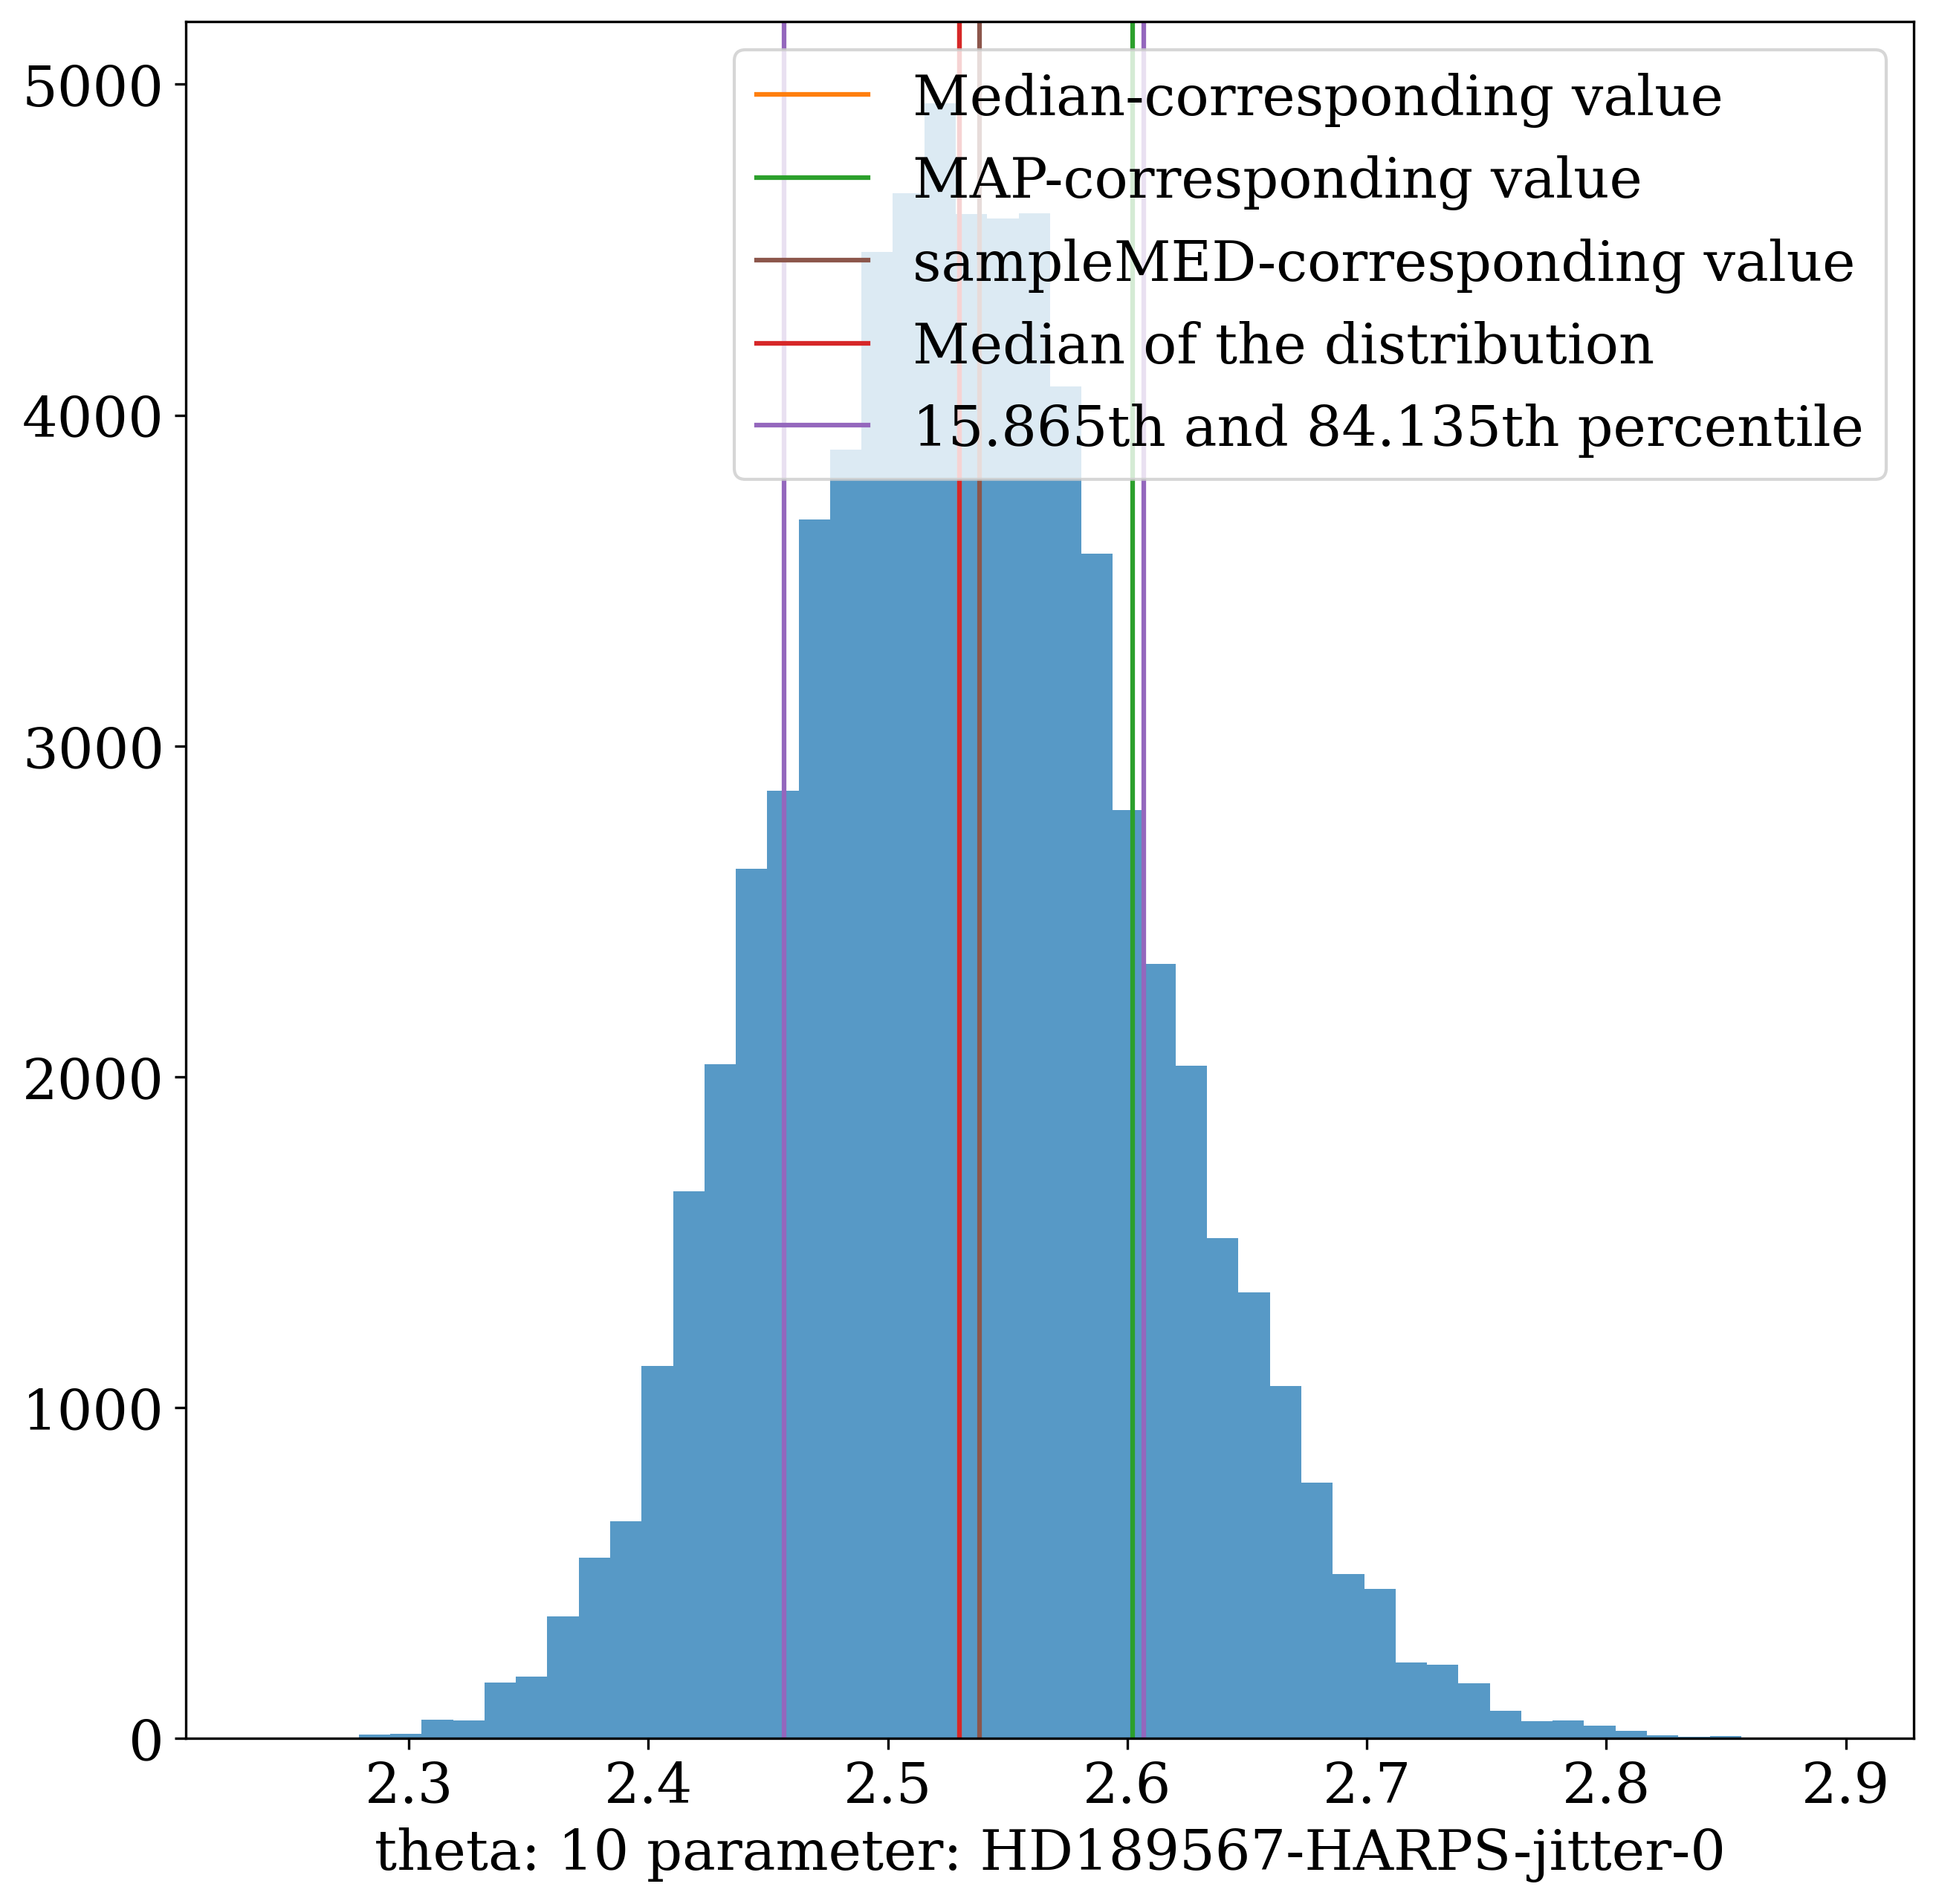 5000
4000
3000
2000
1000
0
Median-corresponding value
MAP-corresponding value
sampleMED-corresponding value
Median of the distribution
15.865th and 84.135th percentile
2.3 2.4 2.5 2.6 2.7 2.8 2.9
theta: 10 parameter: HD189567-HARPS-jitter-0